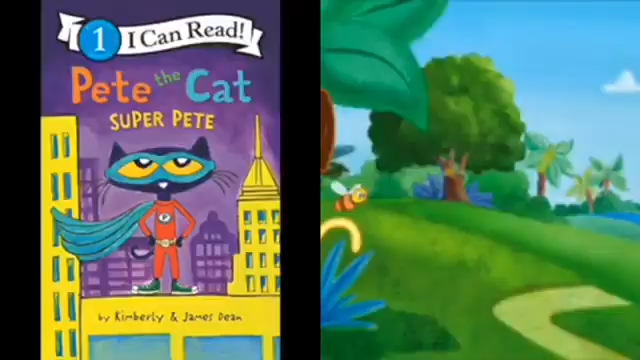 1 I Can Read!
Pete the Cat
SUPER PETE
P
by Kimberly & James Dean